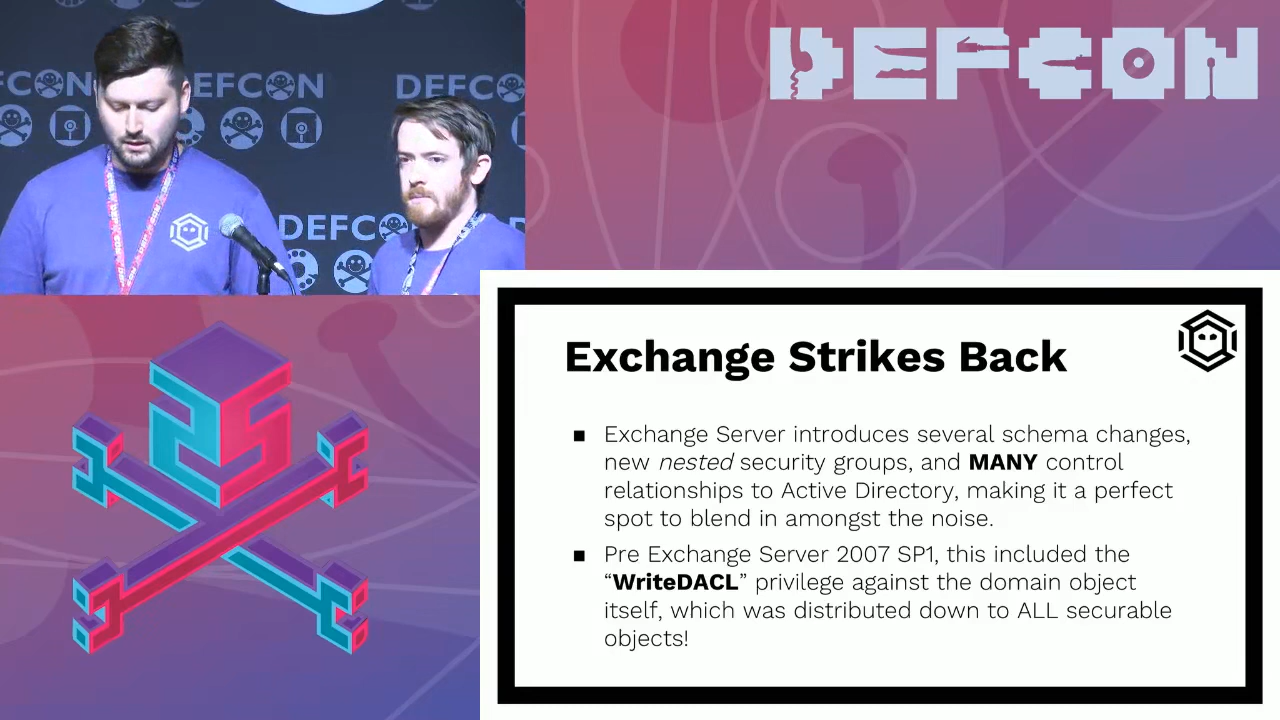 DEFCON
DEFCON
DEFCON
DEFCON
DEFCON
25
Exchange Strikes Back
■ Exchange Server introduces several schema changes,
new nested security groups, and MANY control
relationships to Active Directory, making it a perfect
spot to blend in amongst the noise.
■ Pre Exchange Server 2007 SP1, this included the
“WriteDACL” privilege against the domain object
itself, which was distributed down to ALL securable
objects!